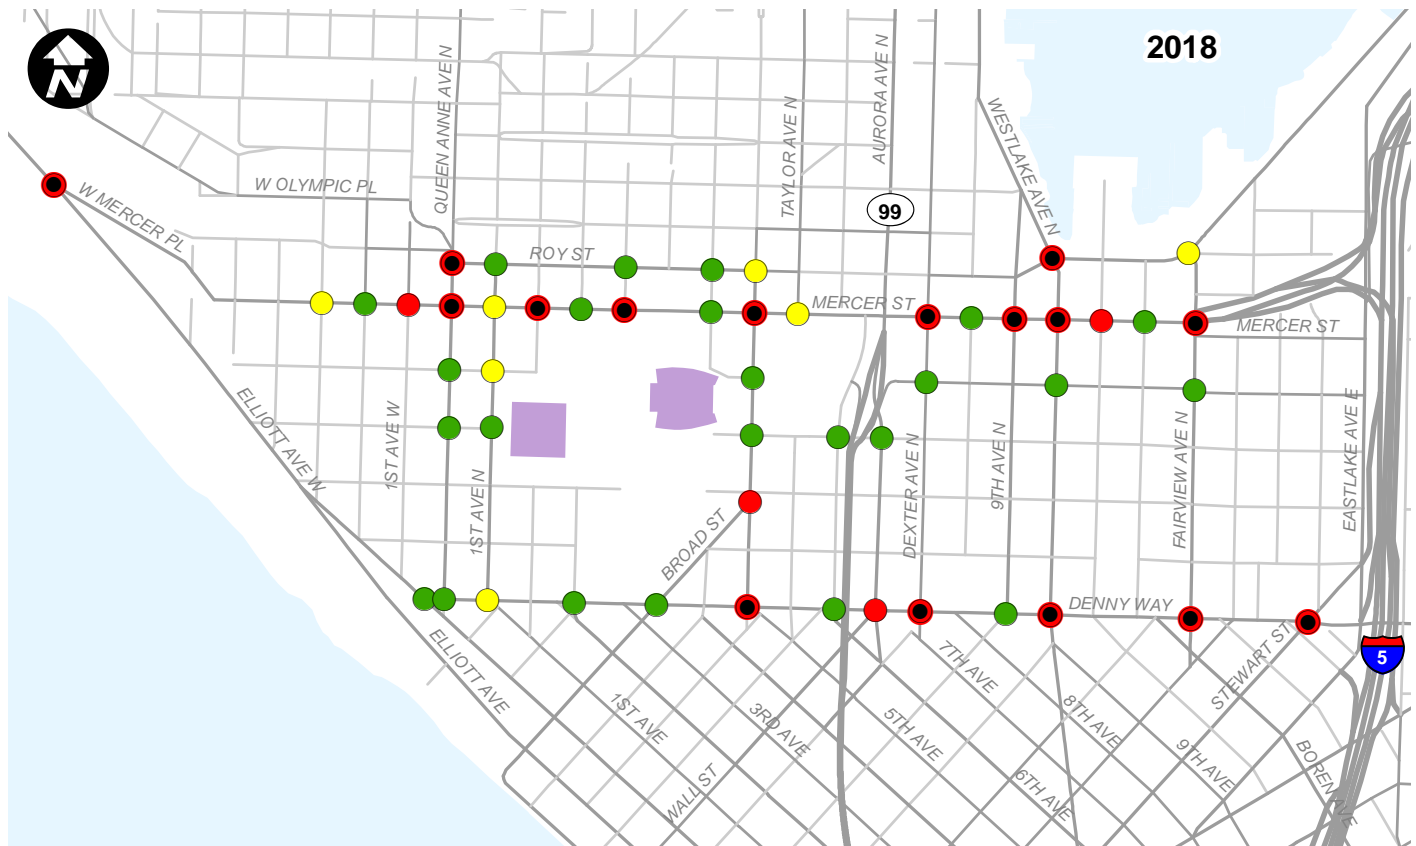 2018
N
QUEEN ANNE AVE N
AURORA AVE N
TAYLOR AVE N
WESTLAKE AVE N
W OLYMPIC PL
W MERCER PL
99
ROY ST
MERCER ST
MERCER ST
ELLIOTT AVE W
1ST AVE W
1ST AVE N
BROAD ST
DEXTER AVE N
9TH AVE N
FAIRVIEW AVE N
EASTLAKE AVE E
DENNY WAY
ELLIOTT AVE
1ST AVE
3RD AVE
WALL ST
5TH AVE
7TH AVE
6TH AVE
8TH AVE
9TH AVE
STEWART ST
BOREN AVE
5